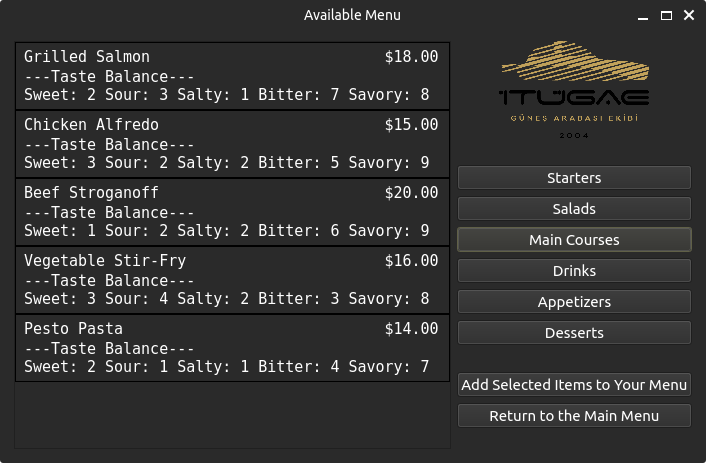 Available Menu
Grilled Salmon $18.00
---Taste Balance---
Sweet: 2 Sour: 3 Salty: 1 Bitter: 7 Savory: 8
Chicken Alfredo $15.00
---Taste Balance---
Sweet: 3 Sour: 2 Salty: 2 Bitter: 5 Savory: 9
Beef Stroganoff $20.00
---Taste Balance---
Sweet: 1 Sour: 2 Salty: 2 Bitter: 6 Savory: 9
Vegetable Stir-Fry $16.00
---Taste Balance---
Sweet: 3 Sour: 4 Salty: 2 Bitter: 3 Savory: 8
Pesto Pasta $14.00
---Taste Balance---
Sweet: 2 Sour: 1 Salty: 1 Bitter: 4 Savory: 7
ITUGAE
GÜNEŞ ARABASI EKİBİ
2004
Starters
Salads
Main Courses
Drinks
Appetizers
Desserts
Add Selected Items to Your Menu
Return to the Main Menu